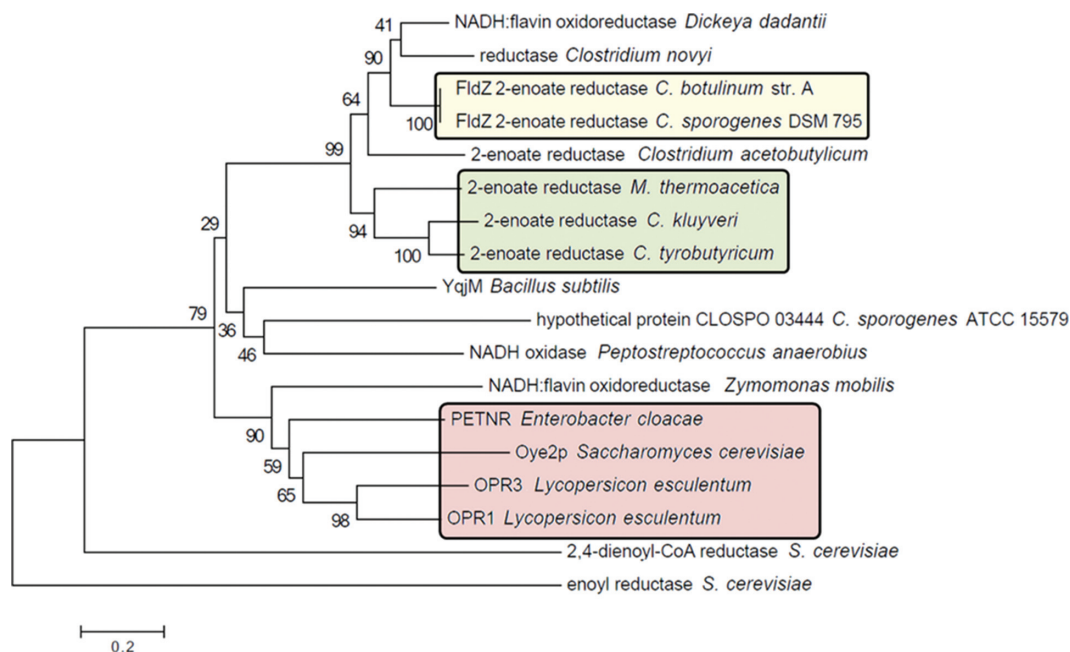 NADH:flavin oxidoreductase Dickeya dadantii
41
reductase Clostridium novyi
90
FldZ 2-enoate reductase C. botulinum str. A
64
FldZ 2-enoate reductase C. sporogenes DSM 795
100
99
2-enoate reductase Clostridium acetobutylicum
2-enoate reductase M. thermoacetica
29
2-enoate reductase C. kluyveri
94
2-enoate reductase C. tyrobutyricum
100
YqjM Bacillus subtilis
79
hypothetical protein CLOSPO 03444 C. sporogenes ATCC 15579
36
NADH oxidase Peptostreptococcus anaerobius
46
NADH:flavin oxidoreductase Zymomonas mobilis
PETNR Enterobacter cloacae
90
Oye2p Saccharomyces cerevisiae
59
OPR3 Lycopersicon esculentum
65
OPR1 Lycopersicon esculentum
98
2,4-dienoyl-CoA reductase S. cerevisiae
enoyl reductase S. cerevisiae
0.2